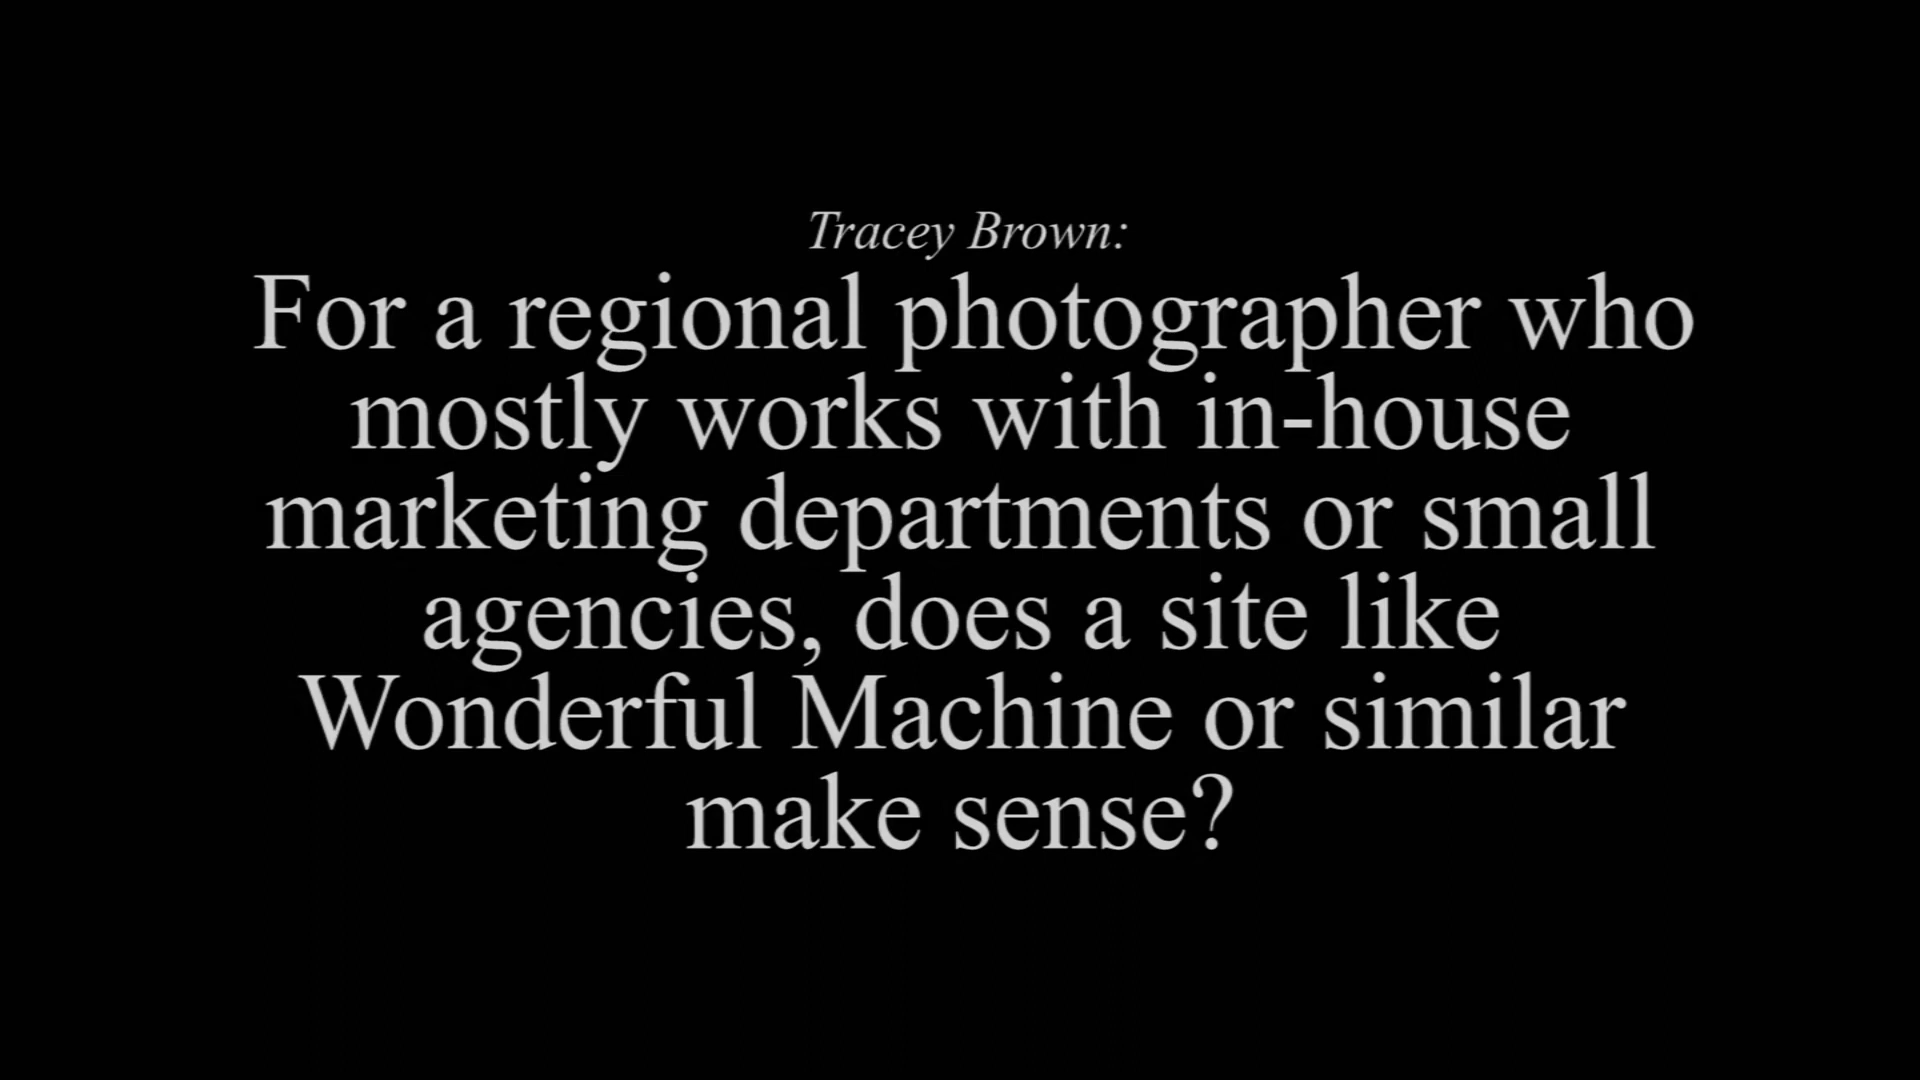 Tracey Brown:
For a regional photographer who
mostly works with in-house
marketing departments or small
agencies, does a site like
Wonderful Machine or similar
make sense?